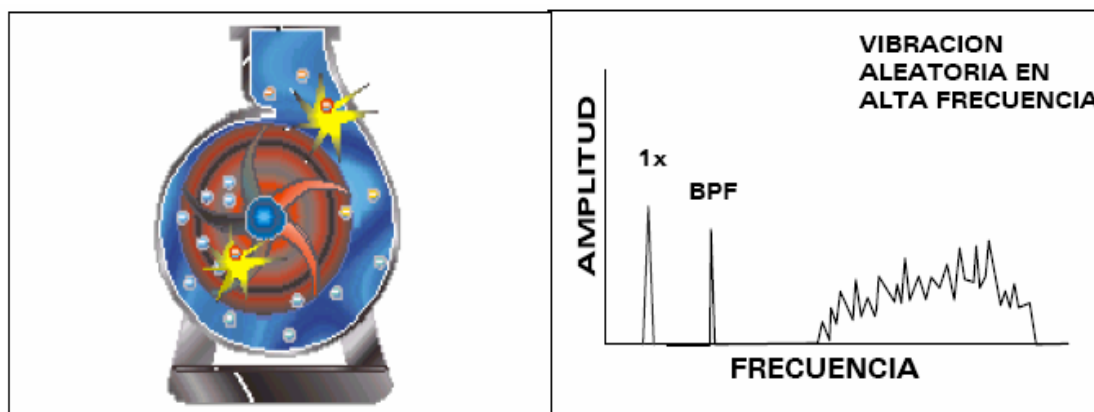 VIBRACION
ALEATORIA EN
ALTA FRECUENCIA
1x
BPF
AMPLITUD
FRECUENCIA